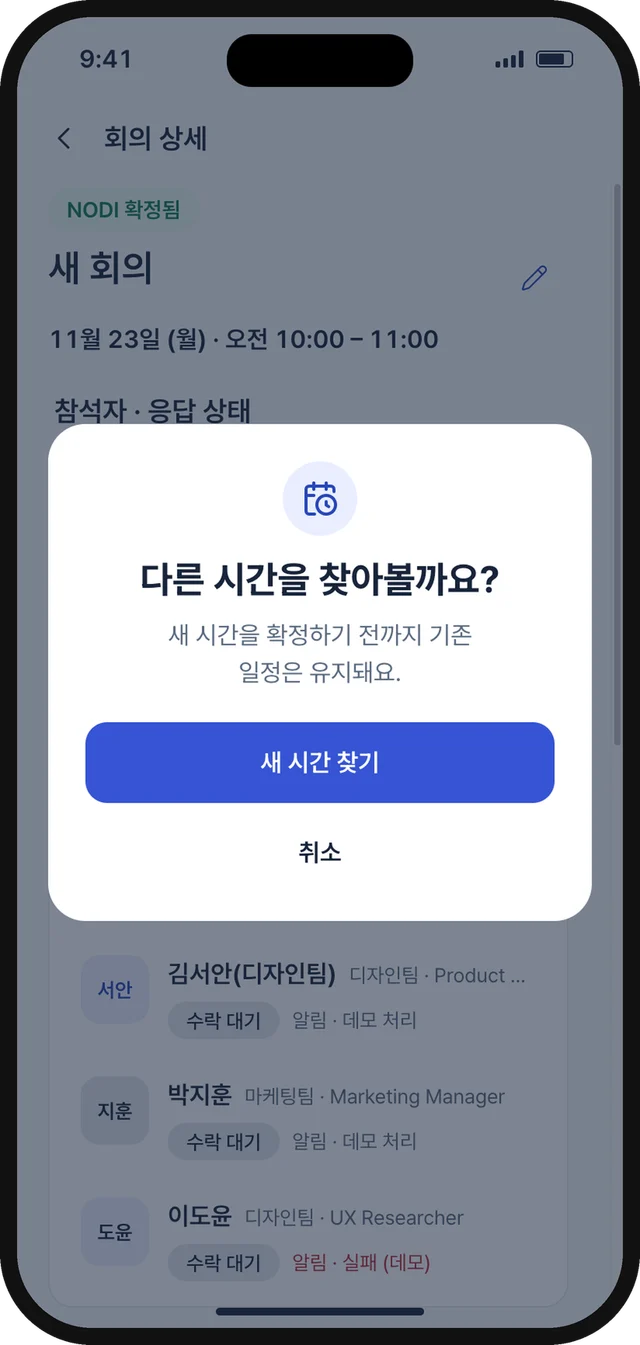 9:41
회의 상세
NODI 확정됨
새 회의
11월 23일 (월) · 오전 10:00 – 11:00
참석자 · 응답 상태
다른 시간을 찾아볼까요?
새 시간을 확정하기 전까지 기존
일정은 유지돼요.
새 시간 찾기
취소
서안
김서안(디자인팀) 디자인팀 · Product ...
수락 대기 알림 · 데모 처리
지훈
박지훈 마케팅팀 · Marketing Manager
수락 대기 알림 · 데모 처리
도윤
이도윤 디자인팀 · UX Researcher
수락 대기 알림 · 실패 (데모)